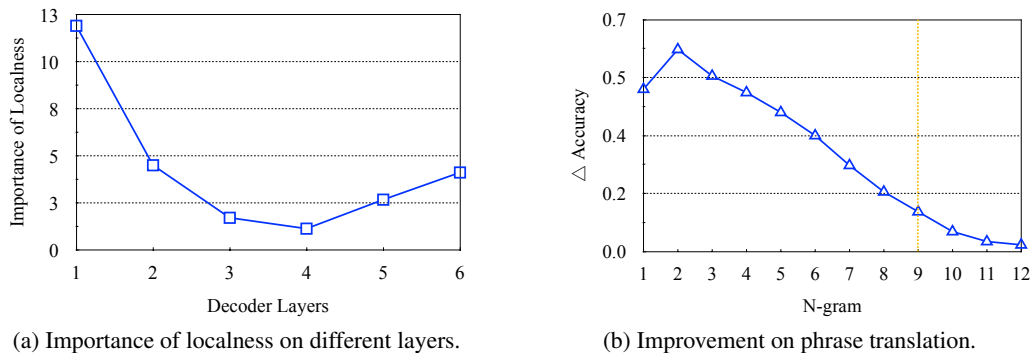 13
10
8
5
3
0
Importance of Localness
1 2 3 4 5 6
Decoder Layers
(a) Importance of localness on different layers.
0.7
0.5
0.4
0.2
0.0
△ Accuracy
1 2 3 4 5 6 7 8 9 10 11 12
N-gram
(b) Improvement on phrase translation.